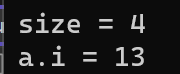 size = 4
a.i = 13